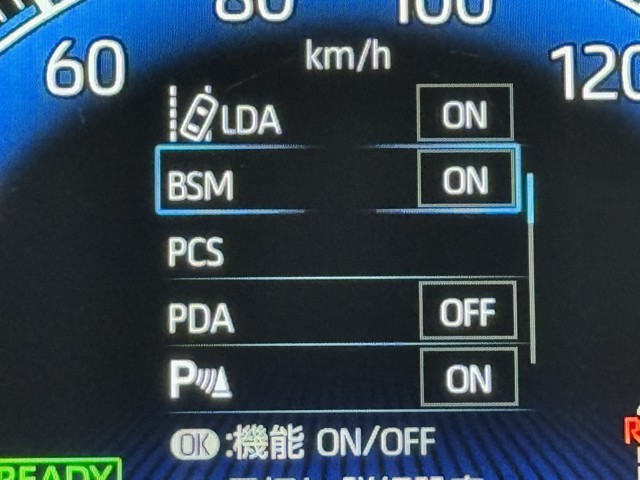 80 100
60 km/h 120
LDA ON
BSM ON
PCS
PDA OFF
P ON
OK:機能 ON/OFF
READY